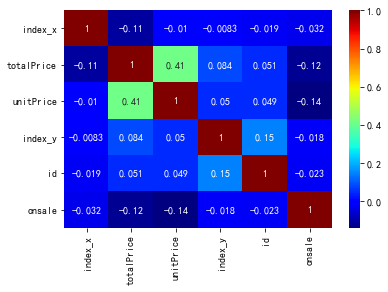 index_x 1 −0.11 −0.01 −0.0083 −0.019 −0.032
totalPrice −0.11 1 0.41 0.084 0.051 −0.12
unitPrice −0.01 0.41 1 0.05 0.049 −0.14
index_y −0.0083 0.084 0.05 1 0.15 −0.018
id −0.019 0.051 0.049 0.15 1 −0.023
onsale −0.032 −0.12 −0.14 −0.018 −0.023 1
index_x totalPrice unitPrice index_y id onsale
1.0
0.8
0.6
0.4
0.2
0.0